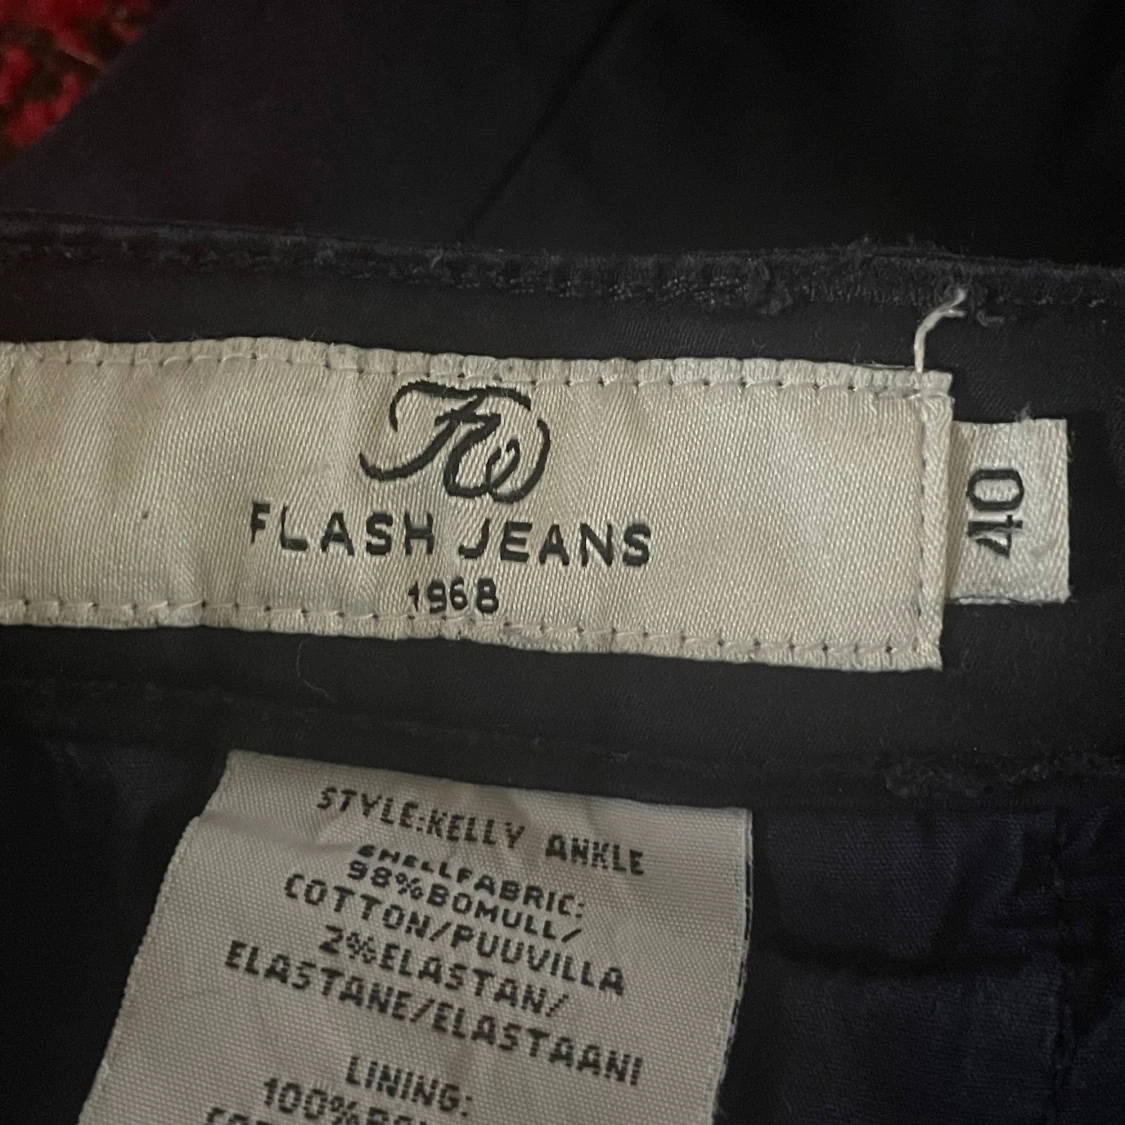 FW
FLASH JEANS
1968
40
STYLE:KELLY ANKLE
SHELLFABRIC:
98%BOMULL/
COTTON/PUUVILLA
2%ELASTAN/
ELASTANE/ELASTAANI
LINING: